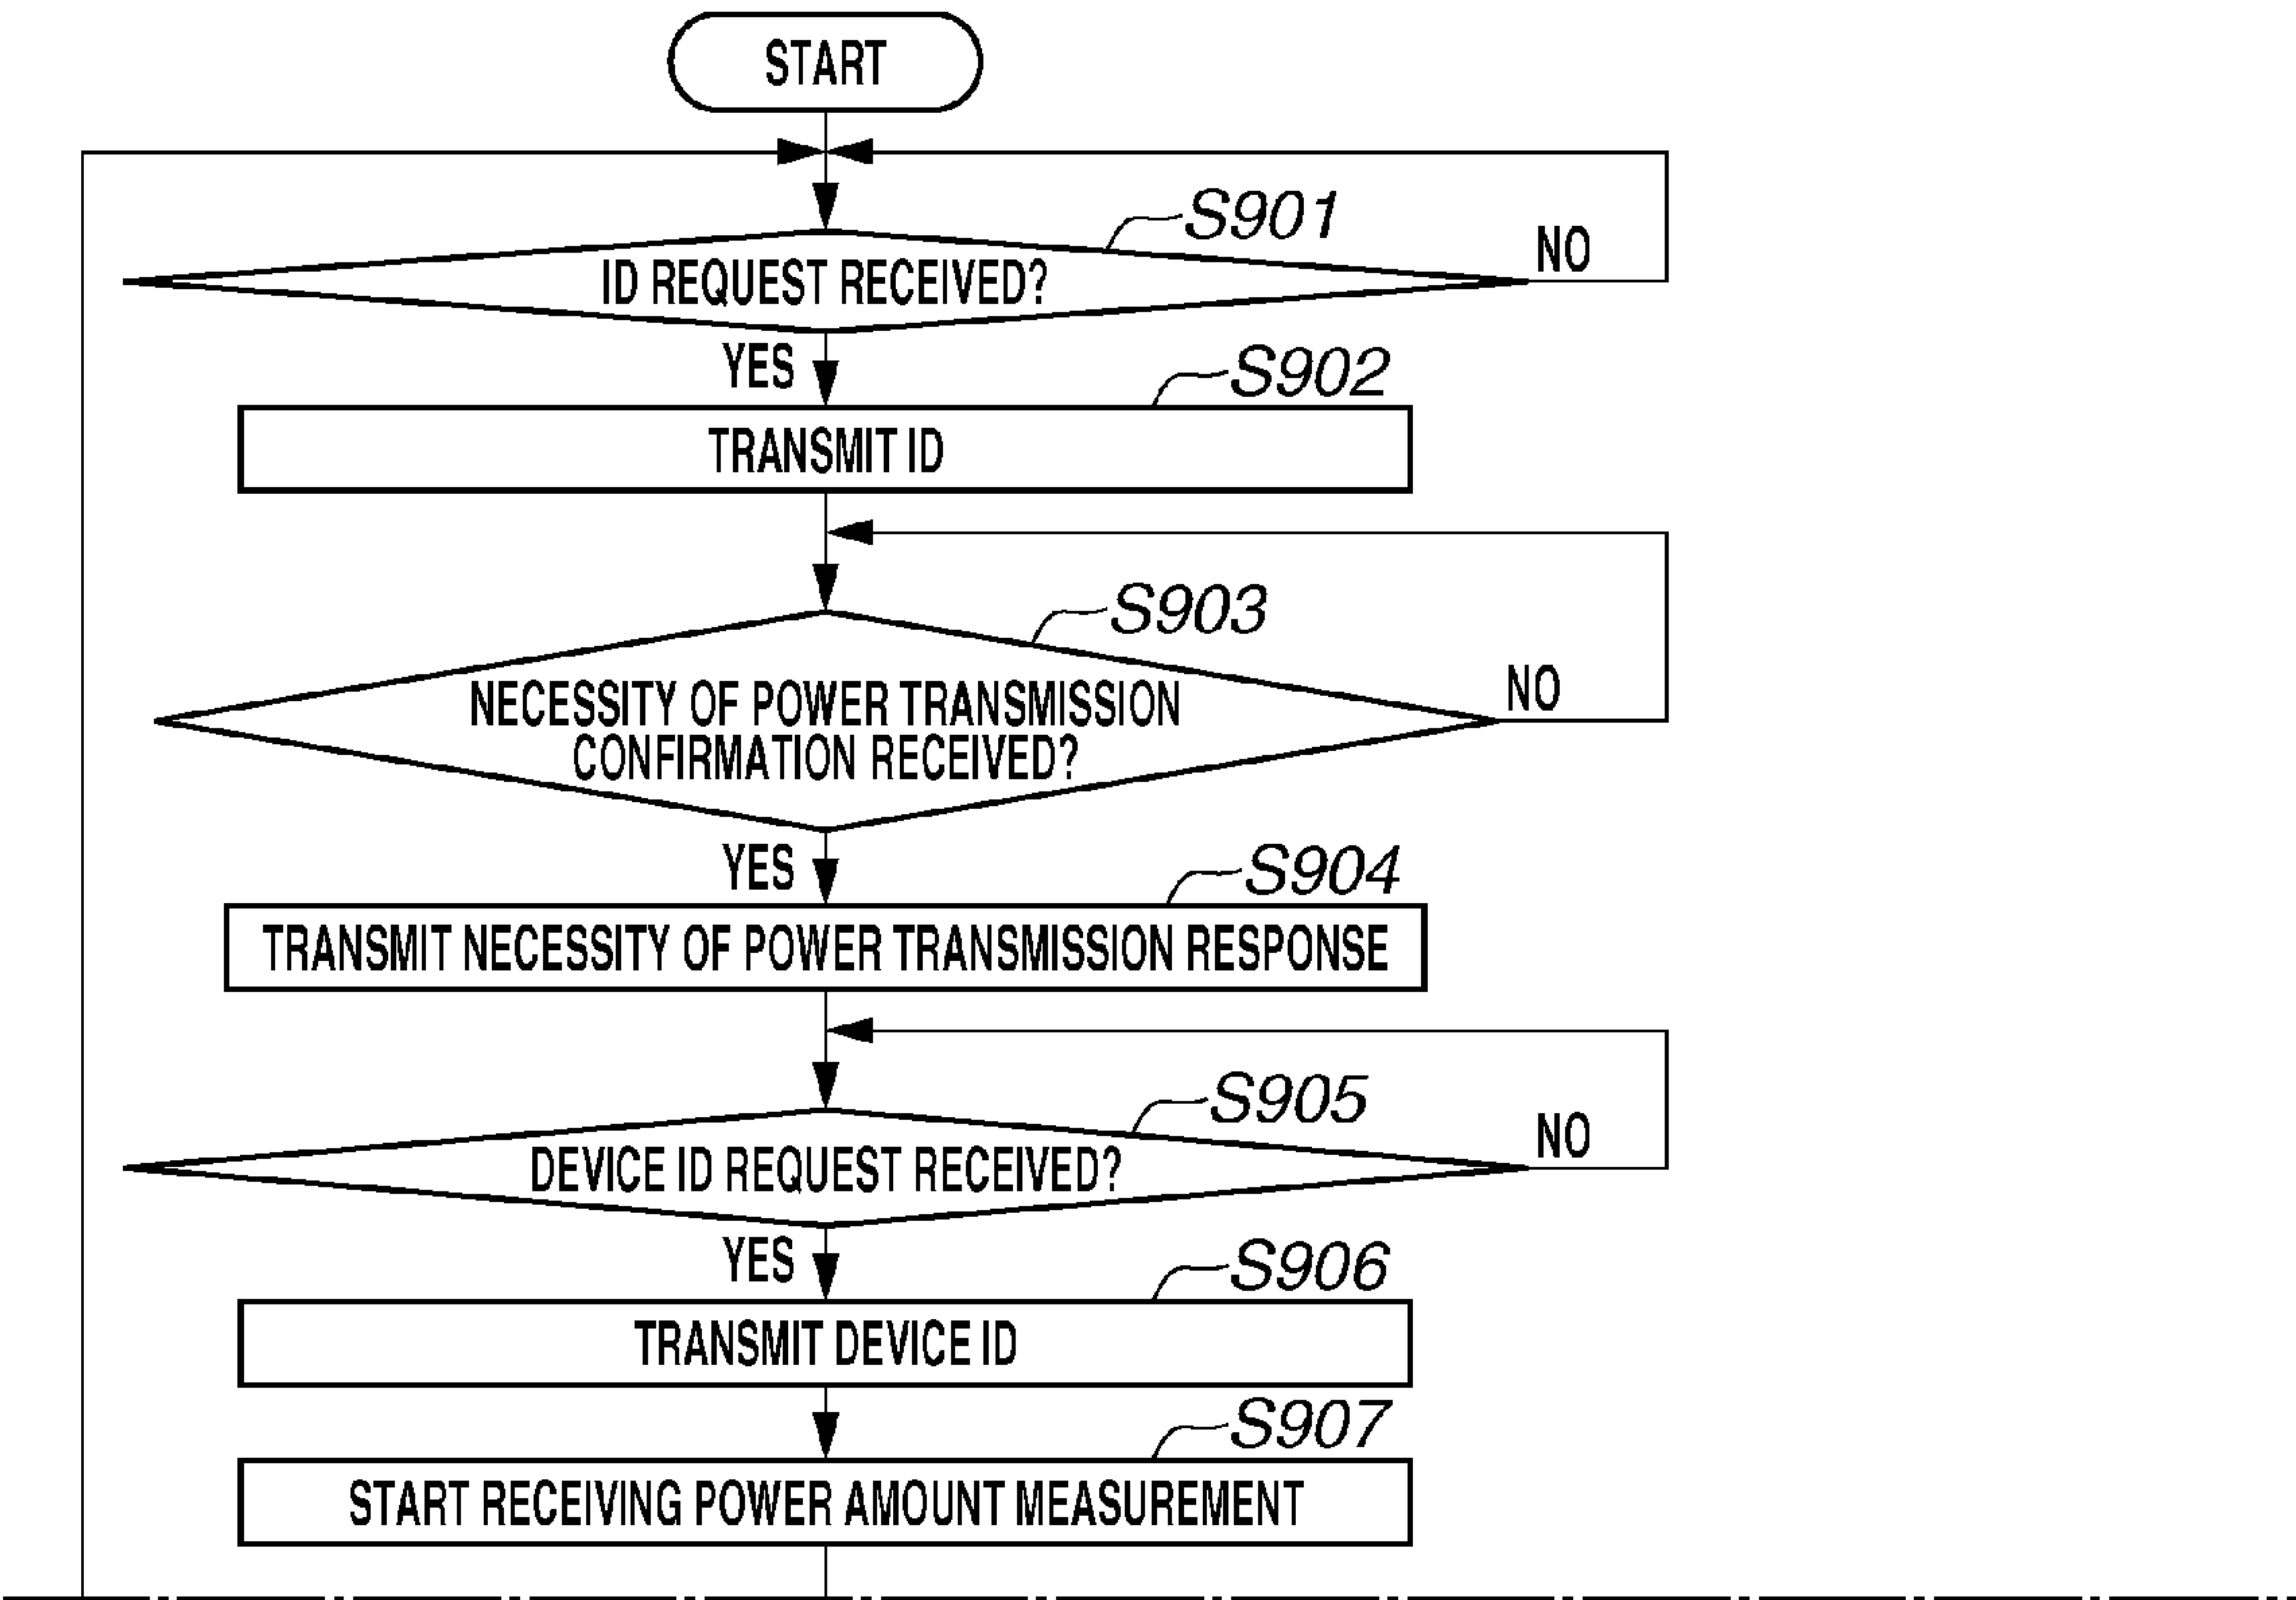 START
S901
ID REQUEST RECEIVED?
NO
YES
S902
TRANSMIT ID
S903
NECESSITY OF POWER TRANSMISSION
CONFIRMATION RECEIVED?
NO
YES
S904
TRANSMIT NECESSITY OF POWER TRANSMISSION RESPONSE
S905
DEVICE ID REQUEST RECEIVED?
NO
YES
S906
TRANSMIT DEVICE ID
S907
START RECEIVING POWER AMOUNT MEASUREMENT